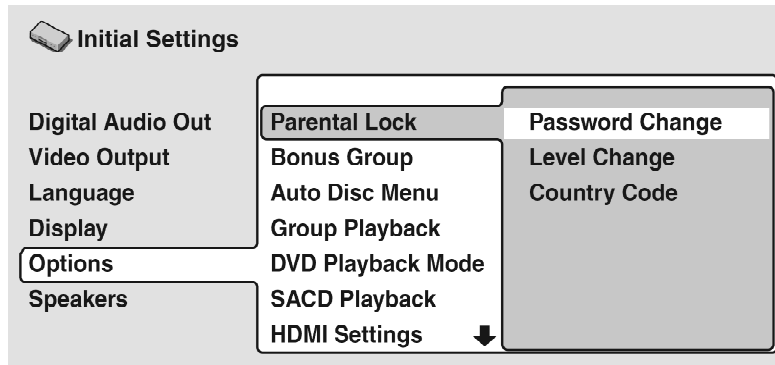 Initial Settings
Digital Audio Out
Video Output
Language
Display
Options
Speakers
Parental Lock
Bonus Group
Auto Disc Menu
Group Playback
DVD Playback Mode
SACD Playback
HDMI Settings
Password Change
Level Change
Country Code